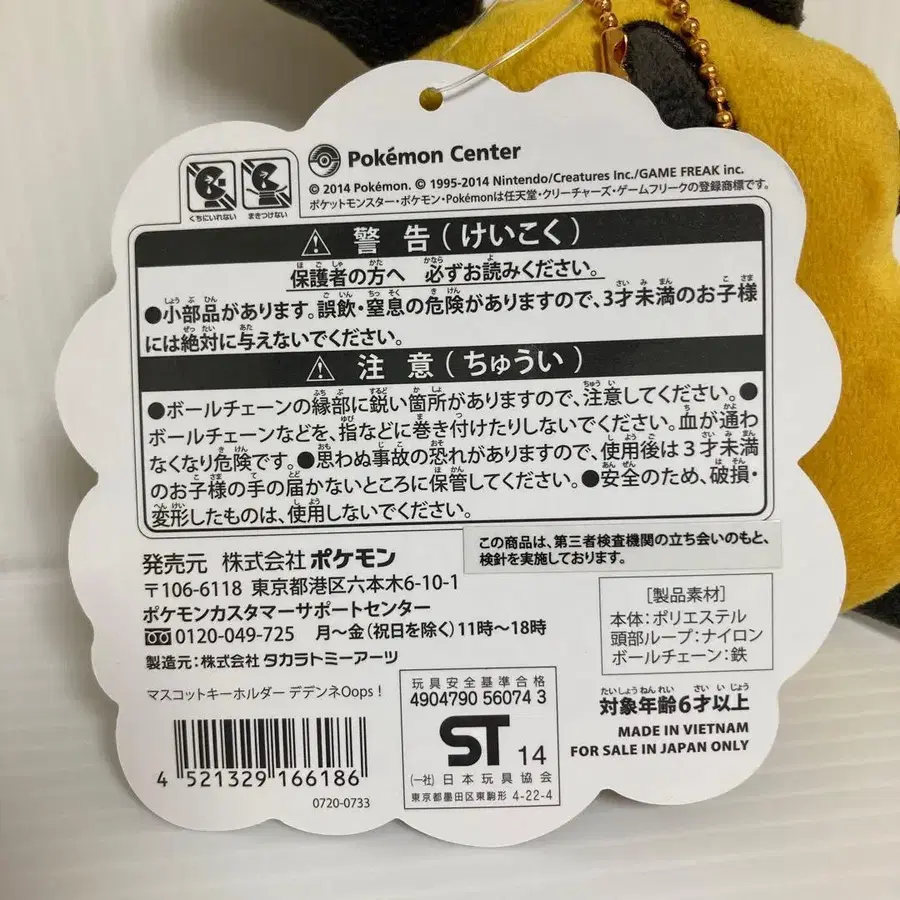 Pokémon Center
© 2014 Pokémon. © 1995-2014 Nintendo/Creatures Inc./GAME FREAK inc.
ポケットモンスター・ポケモン・Pokémonは任天堂・クリーチャーズ・ゲームフリークの登録商標です。
くちにいれない
まきつけない
警告(けいこく)
保護者の方へ 必ずお読みください。
●小部品があります。誤飲・窒息の危険がありますので、3才未満のお子様
には絶対に与えないでください。
注意(ちゅうい)
●ボールチェーンの縁部に鋭い箇所がありますので、注意してください。●
ボールチェーンなどを、指などに巻き付けたりしないでください。血が通わ
なくなり危険です。●思わぬ事故の恐れがありますので、使用後は3才未満
のお子様の手の届かないところに保管してください。●安全のため、破損・
変形したものは、使用しないでください。
発売元 株式会社ポケモン
〒106-6118 東京都港区六本木6-10-1
ポケモンカスタマーサポートセンター
0120-049-725 月〜金(祝日を除く)11時〜18時
製造元:株式会社 タカラトミーアーツ
マスコットキーホルダー デデンネOops!
4 521329 166186
0720-0733
この商品は、第三者検査機関の立ち会いのもと、
検針を実施しております。
[製品素材]
本体:ポリエステル
頭部ループ:ナイロン
ボールチェーン:鉄
玩具安全基準合格
4904790 56074 3
ST 14
(一社)日本玩具協会
東京都墨田区東駒形 4-22-4
たいしょうねんれい さい いじょう
対象年齢6才以上
MADE IN VIETNAM
FOR SALE IN JAPAN ONLY